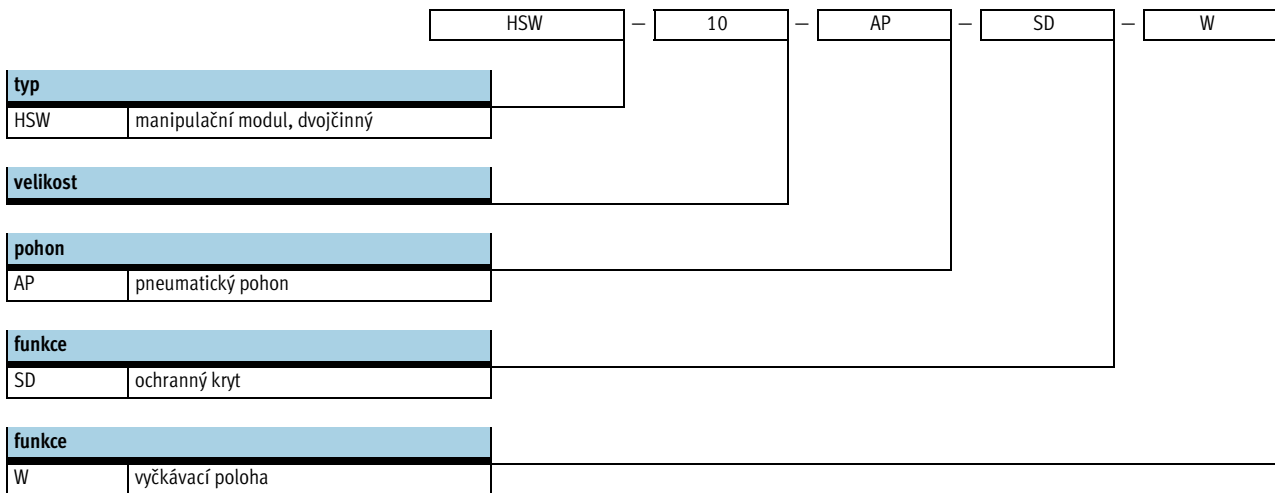 HSW – 10 – AP – SD – W
typ
HSW manipulační modul, dvojčinný
velikost
pohon
AP pneumatický pohon
funkce
SD ochranný kryt
funkce
W vyčkávací poloha